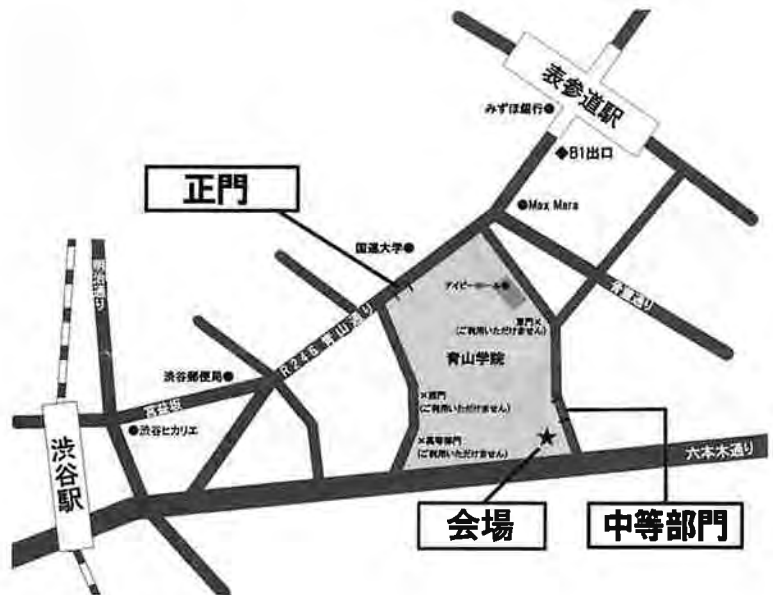 表参道駅
みずほ銀行●
◆B1出口
正門
●Max Mara
国連大学●
明治通り
アイビーホール●
骨董通り
東門×
(ご利用いただけません)
R246 青山通り
青山学院
渋谷郵便局●
×西門
(ご利用いただけません)
宮益坂
●渋谷ヒカリエ
×高等部門
(ご利用いただけません)
★
六本木通り
渋谷駅
会場
中等部門